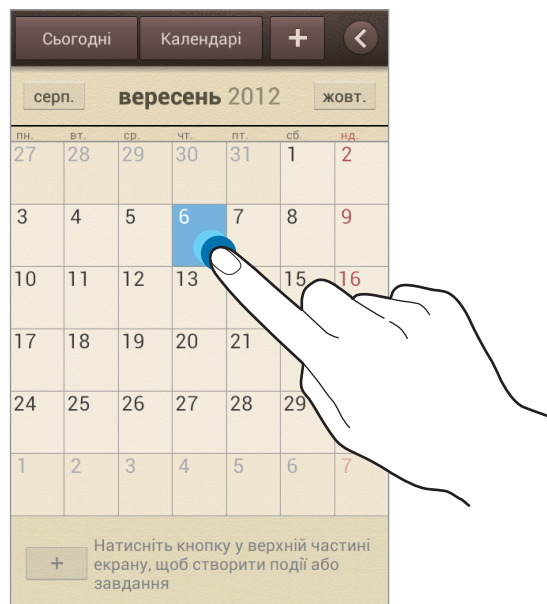 Сьогодні Календарі +
серп. вересень 2012 жовт.
пн. вт. ср. чт. пт. сб. нд.
27 28 29 30 31 1 2
3 4 5 6 7 8 9
10 11 12 13 15 16
17 18 19 20 21
24 25 26 27 28 29
1 2 3 4 5 6 7
+
Натисніть кнопку у верхній частині
екрану, щоб створити події або
завдання